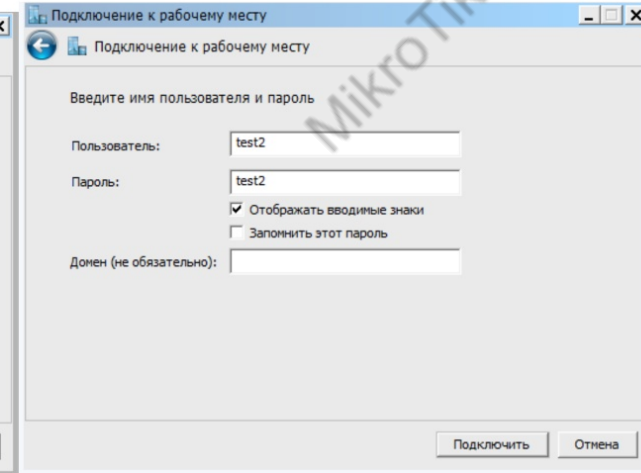 Подключение к рабочему месту
Подключение к рабочему месту
Введите имя пользователя и пароль
Пользователь: test2
Пароль: test2
Отображать вводимые знаки
Запомнить этот пароль
Домен (не обязательно):
Подключить Отмена